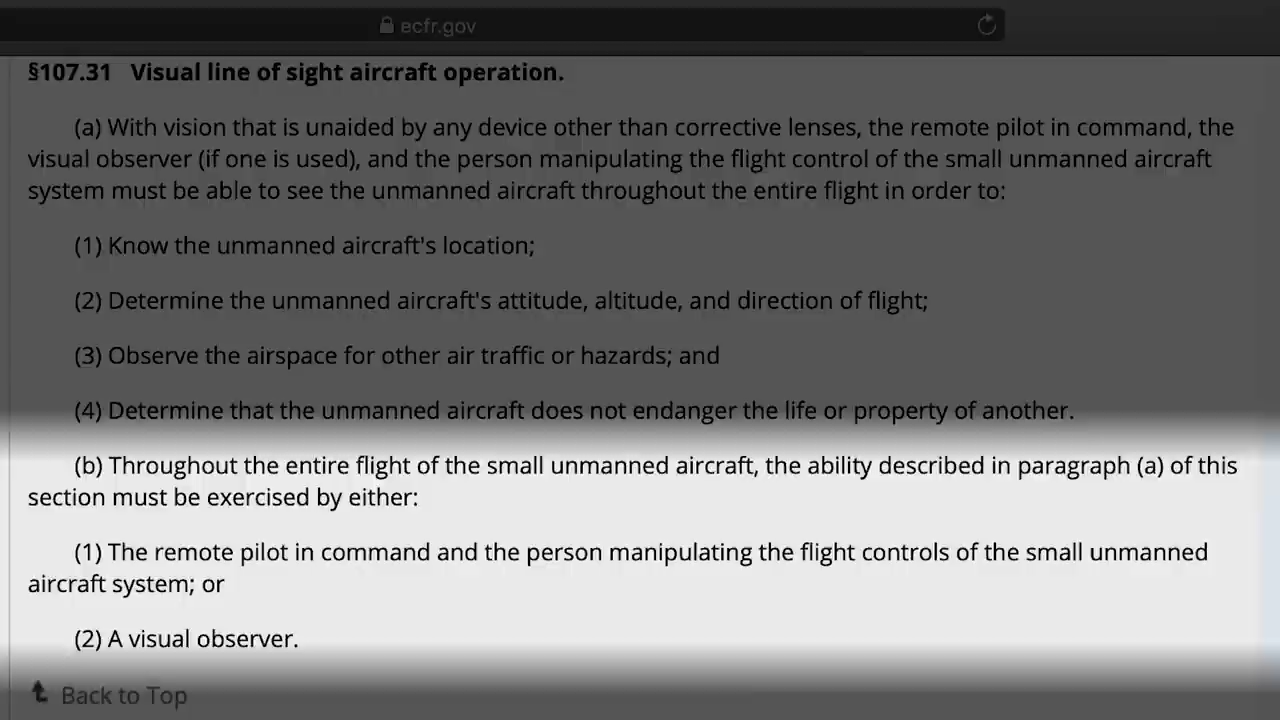 ecfr.gov
§107.31 Visual line of sight aircraft operation.
(a) With vision that is unaided by any device other than corrective lenses, the remote pilot in command, the
visual observer (if one is used), and the person manipulating the flight control of the small unmanned aircraft
system must be able to see the unmanned aircraft throughout the entire flight in order to:
(1) Know the unmanned aircraft's location;
(2) Determine the unmanned aircraft's attitude, altitude, and direction of flight;
(3) Observe the airspace for other air traffic or hazards; and
(4) Determine that the unmanned aircraft does not endanger the life or property of another.
(b) Throughout the entire flight of the small unmanned aircraft, the ability described in paragraph (a) of this
section must be exercised by either:
(1) The remote pilot in command and the person manipulating the flight controls of the small unmanned
aircraft system; or
(2) A visual observer.
Back to Top